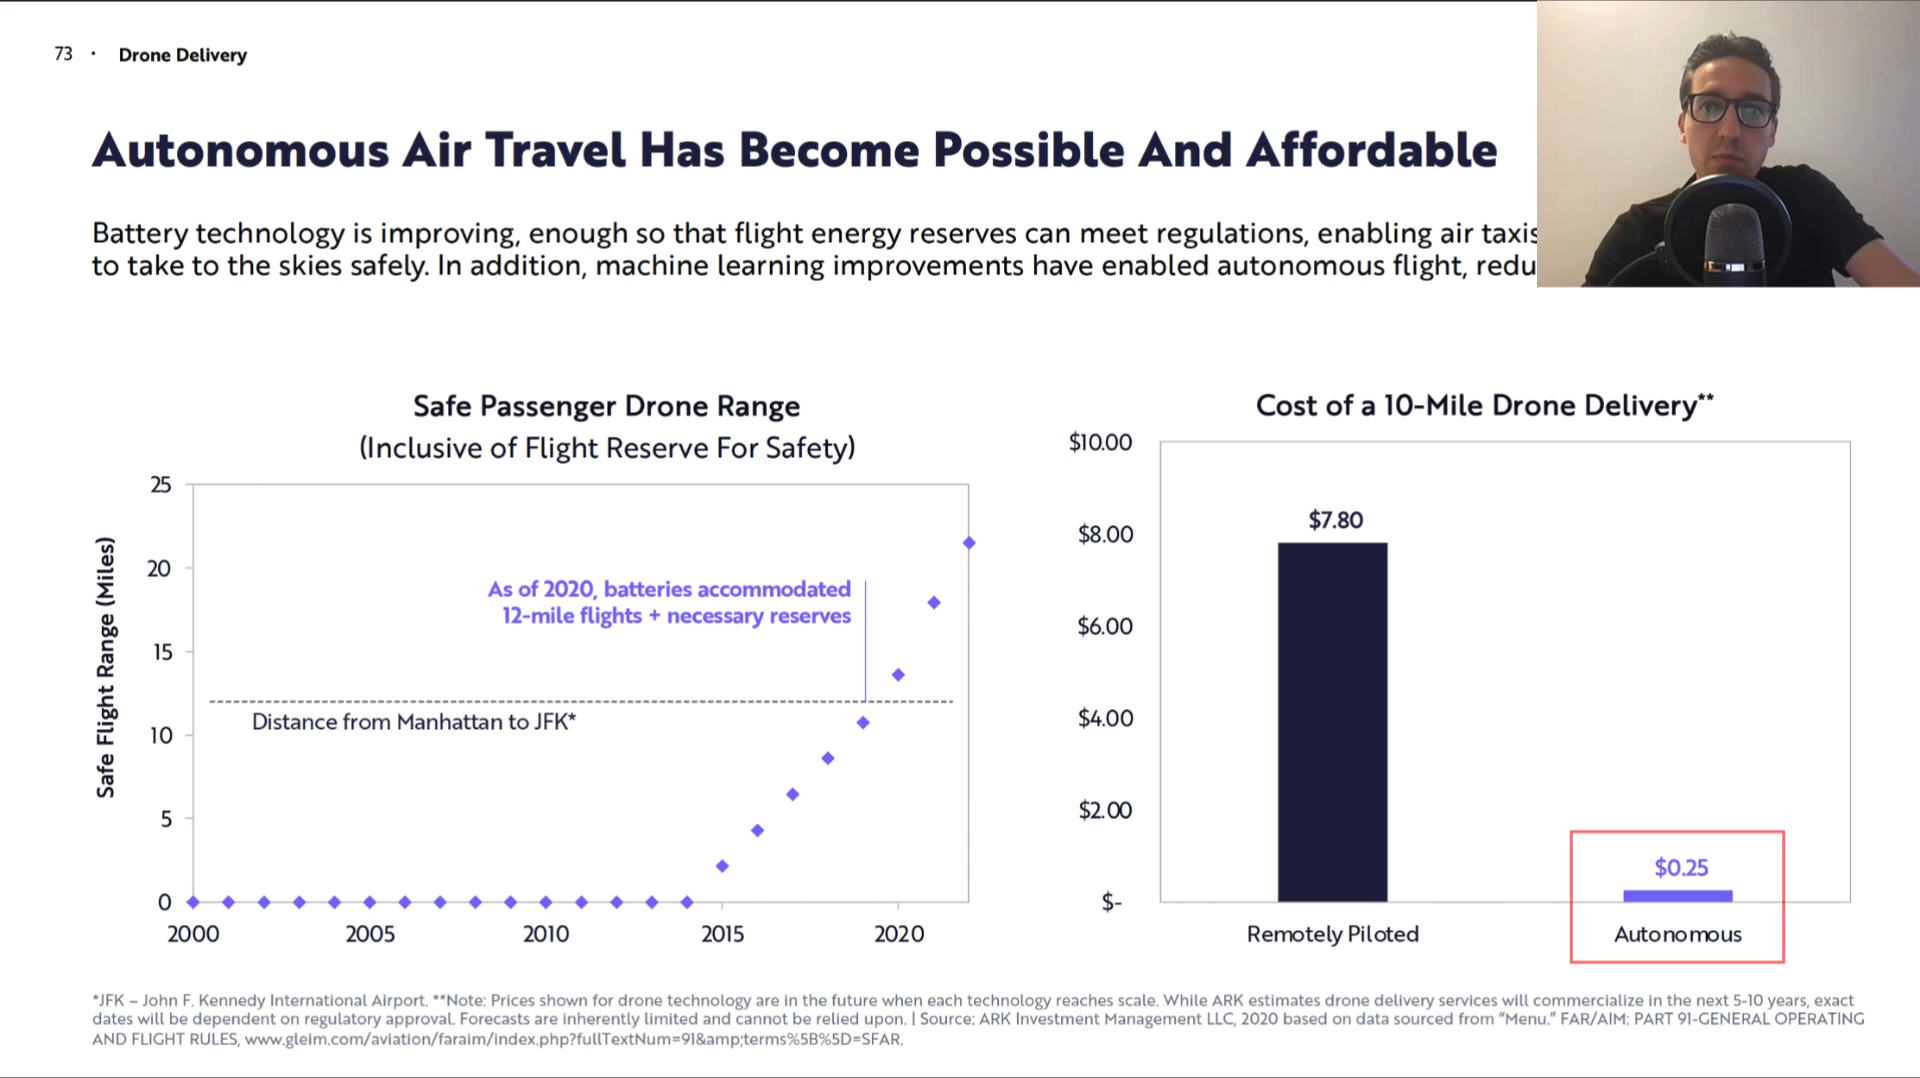 73 · Drone Delivery
Autonomous Air Travel Has Become Possible And Affordable
Battery technology is improving, enough so that flight energy reserves can meet regulations, enabling air taxis
to take to the skies safely. In addition, machine learning improvements have enabled autonomous flight,
Safe Passenger Drone Range
(Inclusive of Flight Reserve For Safety)
25
20
15
10
5
0
Safe Flight Range (Miles)
As of 2020, batteries accommodated
12-mile flights + necessary reserves
Distance from Manhattan to JFK*
2000 2005 2010 2015 2020
Cost of a 10-Mile Drone Delivery**
$10.00
$8.00
$6.00
$4.00
$2.00
$-
$7.80
$0.25
Remotely Piloted Autonomous
*JFK – John F. Kennedy International Airport. **Note: Prices shown for drone technology are in the future when each technology reaches scale. While ARK estimates drone delivery services will commercialize in the next 5-10 years, exact
dates will be dependent on regulatory approval. Forecasts are inherently limited and cannot be relied upon. | Source: ARK Investment Management LLC, 2020 based on data sourced from “Menu.” FAR/AIM: PART 91-GENERAL OPERATING
AND FLIGHT RULES, www.gleim.com/aviation/faraim/index.php?fullTextNum=91&amp;terms%5B%5D=SFAR.